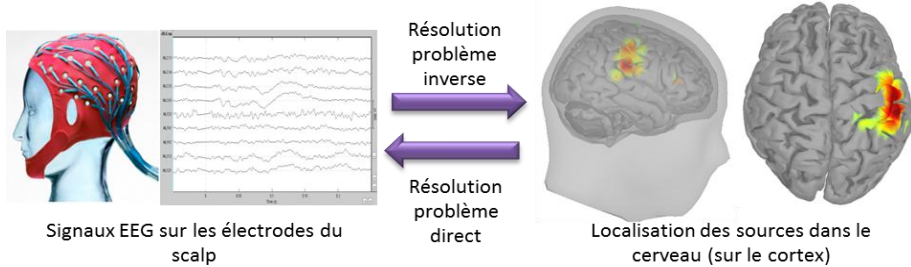 Résolution
problème
inverse
Résolution
problème
direct
Signaux EEG sur les électrodes du
scalp
Localisation des sources dans le
cerveau (sur le cortex)